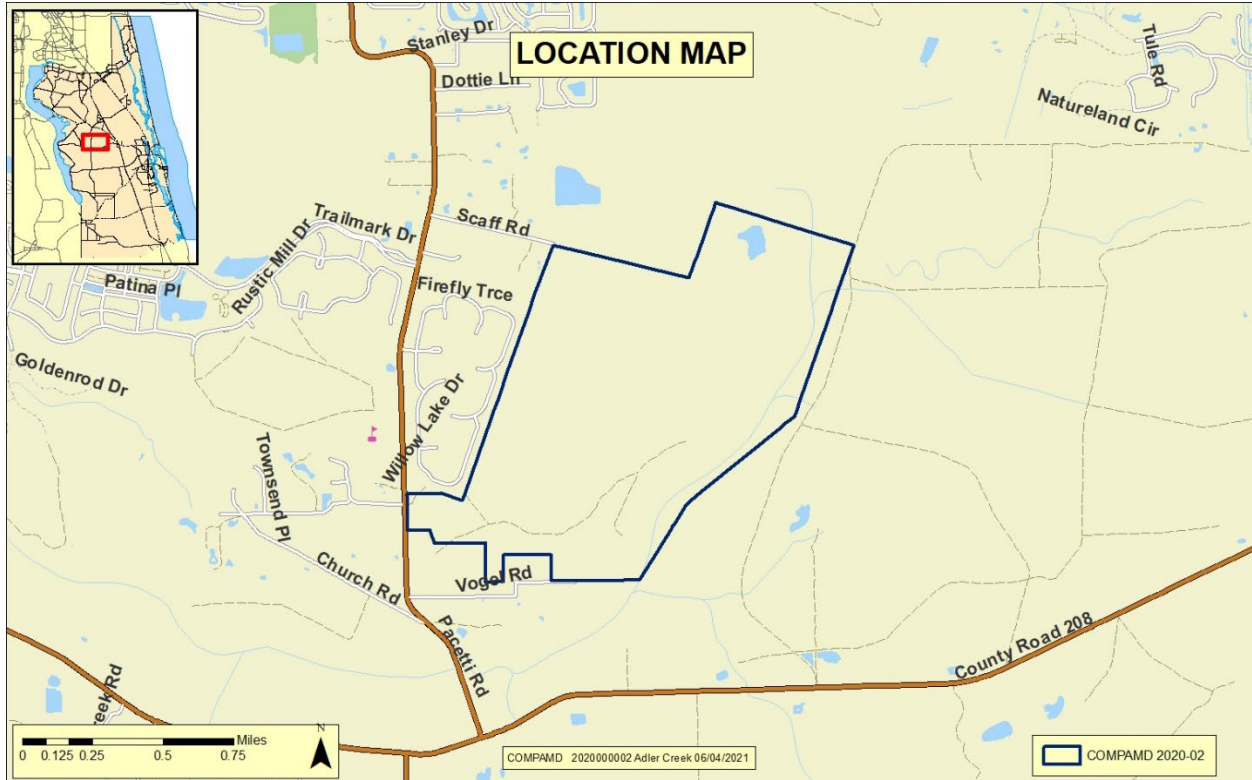 LOCATION MAP
Stanley Dr
Dottie Ln
Tule Rd
Natureland Cir
Scaff Rd
Trailmark Dr
Rustic Mill Dr
Patina Pl
Firefly Trce
Goldenrod Dr
Willow Lake Dr
Townsend Pl
Church Rd
Vogel Rd
Pacetti Rd
County Road 208
eek Rd
Miles
0 0.125 0.25 0.5 0.75
N
COMPAMD 2020000002 Adler Creek 06/04/2021
COMPAMD 2020-02